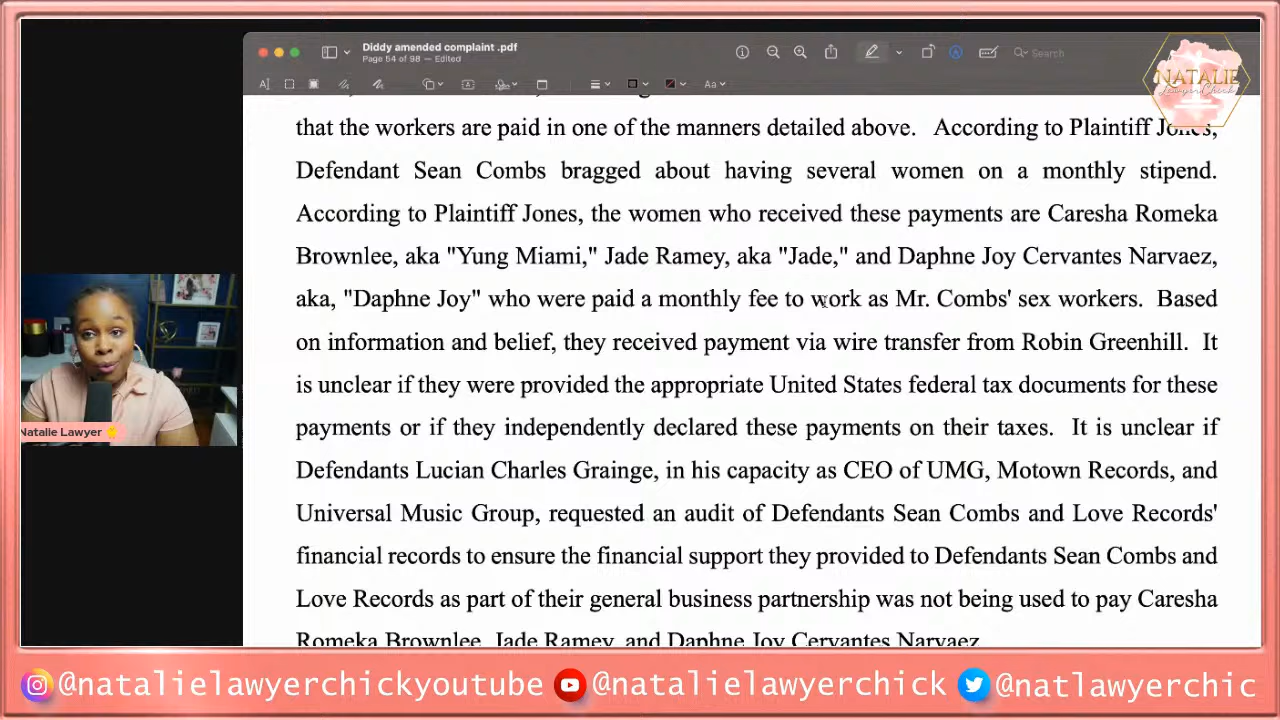 Diddy amended complaint .pdf
Page 54 of 98 — Edited
Search
NATALIE
LawyerChick
that the workers are paid in one of the manners detailed above. According to Plaintiff Jones,
Defendant Sean Combs bragged about having several women on a monthly stipend.
According to Plaintiff Jones, the women who received these payments are Caresha Romeka
Brownlee, aka "Yung Miami," Jade Ramey, aka "Jade," and Daphne Joy Cervantes Narvaez,
aka, "Daphne Joy" who were paid a monthly fee to work as Mr. Combs' sex workers. Based
on information and belief, they received payment via wire transfer from Robin Greenhill. It
is unclear if they were provided the appropriate United States federal tax documents for these
payments or if they independently declared these payments on their taxes. It is unclear if
Defendants Lucian Charles Grainge, in his capacity as CEO of UMG, Motown Records, and
Universal Music Group, requested an audit of Defendants Sean Combs and Love Records'
financial records to ensure the financial support they provided to Defendants Sean Combs and
Love Records as part of their general business partnership was not being used to pay Caresha
Romeka Brownlee, Jade Ramey, and Daphne Joy Cervantes Narvaez
Natalie Lawyer
@natalielawyerchickyoutube @natalielawyerchick @natlawyerchic